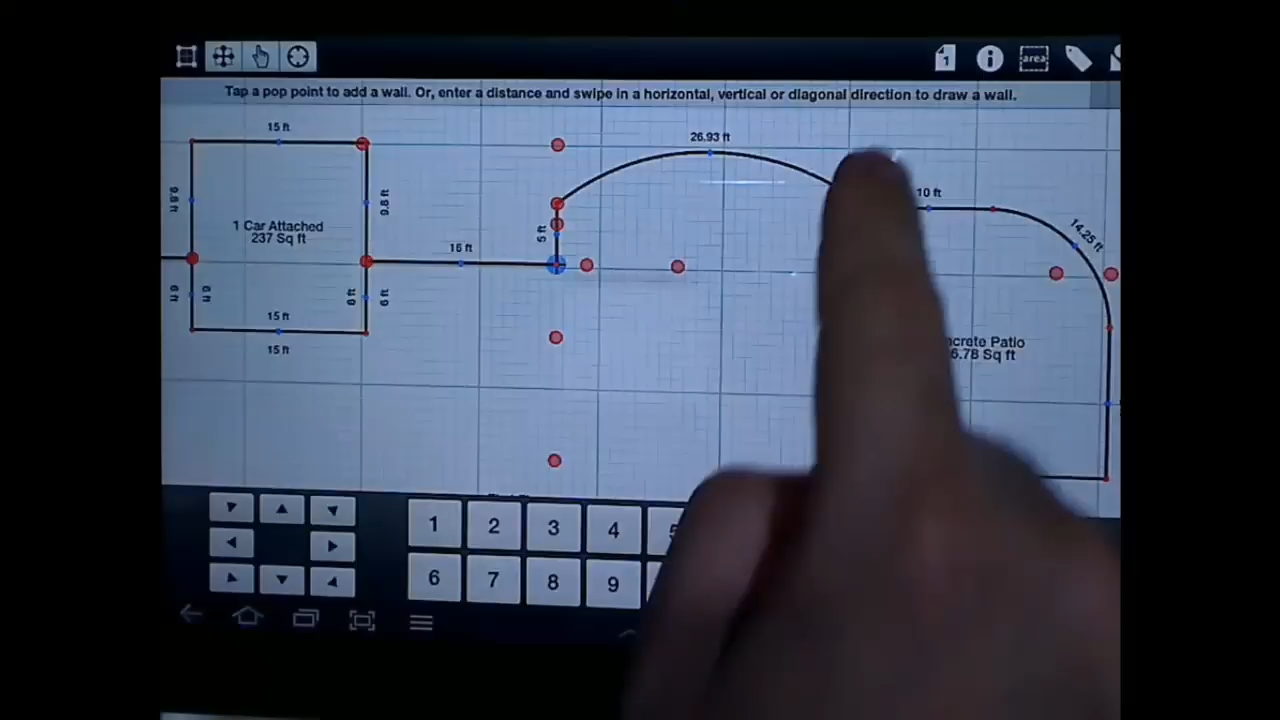 1
area
Tap a pop point to add a wall. Or, enter a distance and swipe in a horizontal, vertical or diagonal direction to draw a wall.
15 ft
26.93 ft
9.8 ft
9.8 ft
10 ft
1 Car Attached
237 Sq ft
5 ft
14.25 ft
16 ft
6 ft
6 ft
6 ft
6 ft
15 ft
15 ft
crete Patio
6.78 Sq ft
1 2 3 4
6 7 8 9